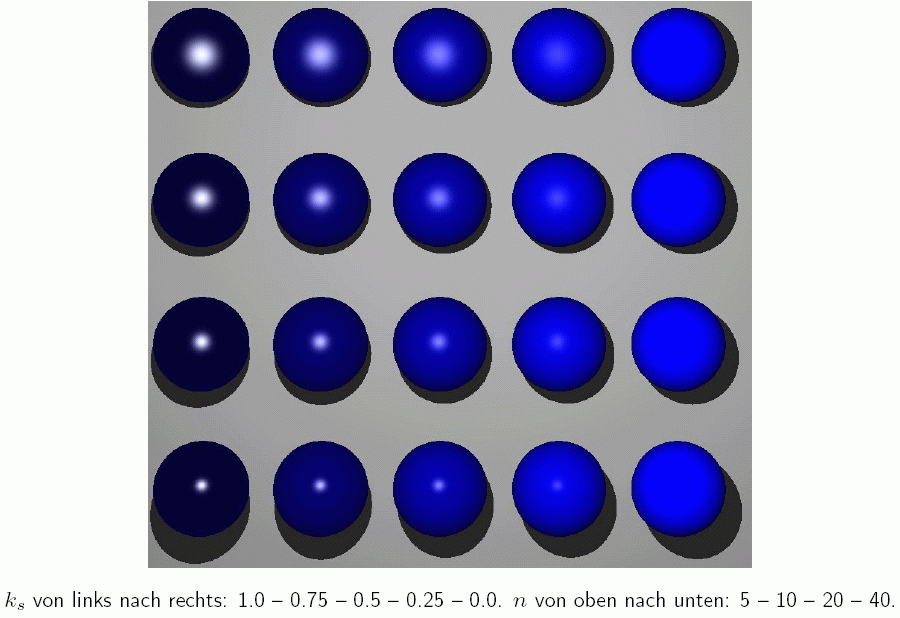 k_s von links nach rechts: 1.0 – 0.75 – 0.5 – 0.25 – 0.0. n von oben nach unten: 5 – 10 – 20 – 40.